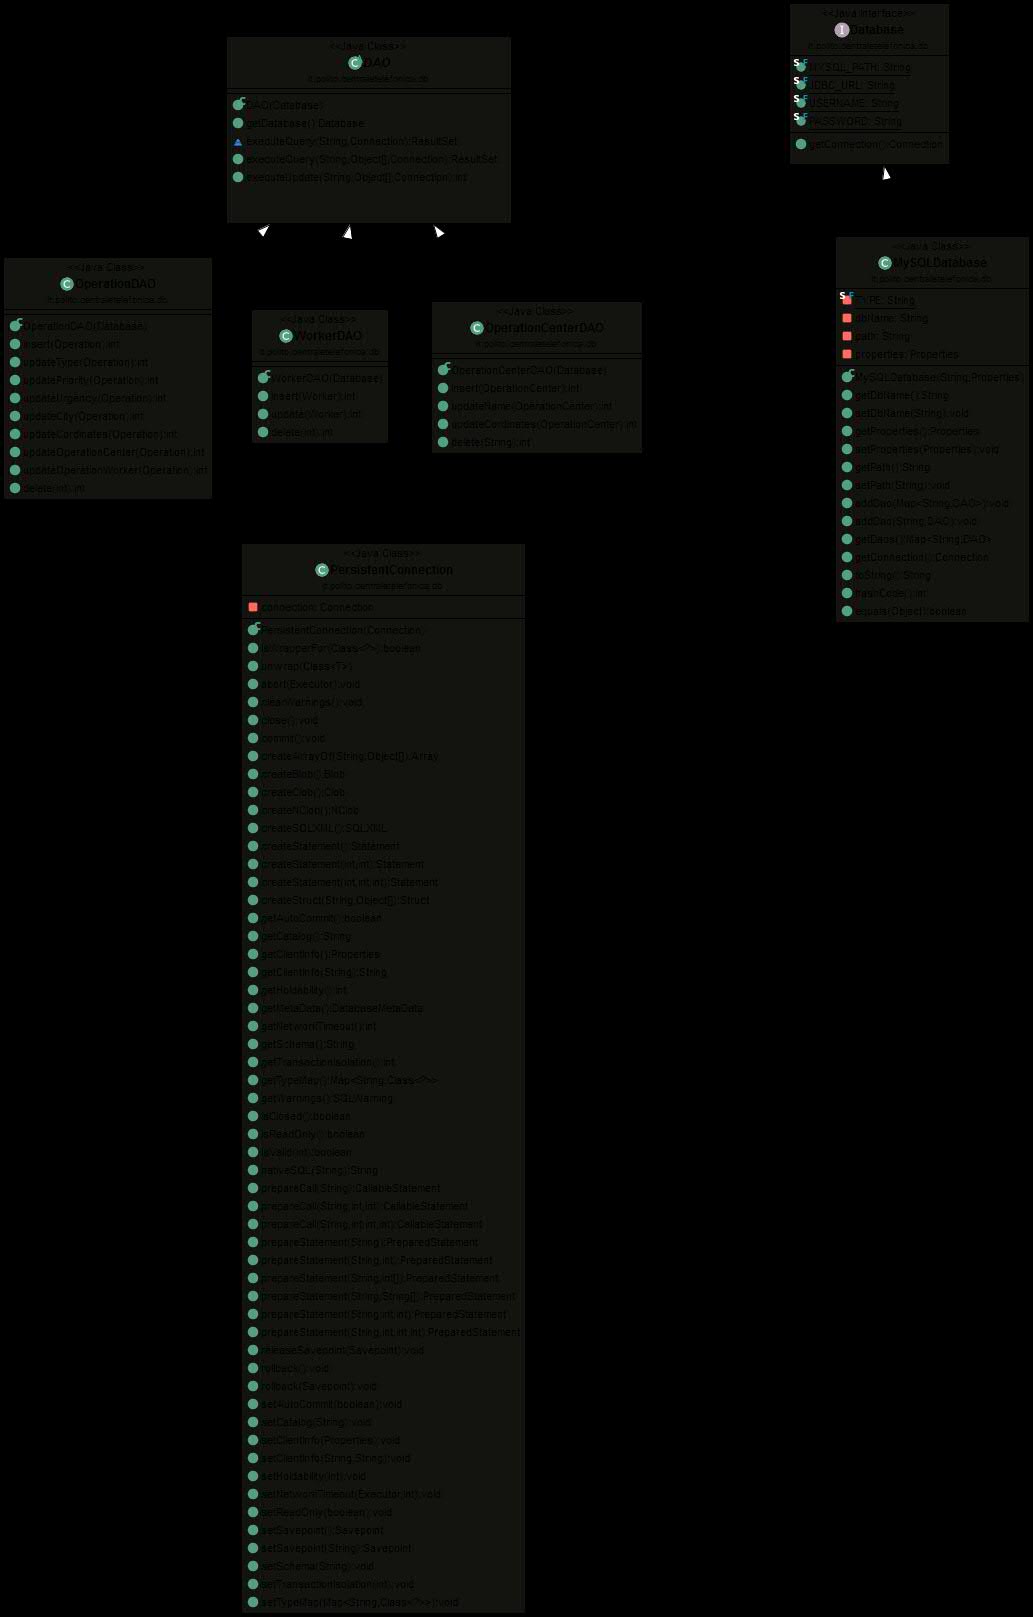 <<Java Class>>
DAO
it.polito.centraletelefonica.db
DAO(Database)
getDatabase():Database
executeQuery(String,Connection):ResultSet
executeQuery(String,Object[],Connection):ResultSet
executeUpdate(String,Object[],Connection):int
<<Java Interface>>
Database
it.polito.centraletelefonica.db
MYSQL_PATH: String
JDBC_URL: String
USERNAME: String
PASSWORD: String
getConnection():Connection
<<Java Class>>
OperationDAO
it.polito.centraletelefonica.db
OperationDAO(Database)
insert(Operation):int
updateType(Operation):int
updatePriority(Operation):int
updateUrgency(Operation):int
updateCity(Operation):int
updateCordinates(Operation):int
updateOperationCenter(Operation):int
updateOperationWorker(Operation):int
delete(int):int
<<Java Class>>
WorkerDAO
it.polito.centraletelefonica.db
WorkerDAO(Database)
insert(Worker):int
update(Worker):int
delete(int):int
<<Java Class>>
OperationCenterDAO
it.polito.centraletelefonica.db
OperationCenterDAO(Database)
insert(OperationCenter):int
updateName(OperationCenter):int
updateCordinates(OperationCenter):int
delete(String):int
<<Java Class>>
MySQLDatabase
it.polito.centraletelefonica.db
TYPE: String
dbName: String
path: String
properties: Properties
MySQLDatabase(String,Properties)
getDbName():String
setDbName(String):void
getProperties():Properties
setProperties(Properties):void
getPath():String
setPath(String):void
addDao(Map<String,DAO>):void
addDao(String,DAO):void
getDaos():Map<String,DAO>
getConnection():Connection
toString():String
hashCode():int
equals(Object):boolean
<<Java Class>>
PersistentConnection
it.polito.centraletelefonica.db
connection: Connection
PersistentConnection(Connection)
isWrapperFor(Class<?>):boolean
unwrap(Class<T>)
abort(Executor):void
clearWarnings():void
close():void
commit():void
createArrayOf(String,Object[]):Array
createBlob():Blob
createClob():Clob
createNClob():NClob
createSQLXML():SQLXML
createStatement():Statement
createStatement(int,int):Statement
createStatement(int,int,int):Statement
createStruct(String,Object[]):Struct
getAutoCommit():boolean
getCatalog():String
getClientInfo():Properties
getClientInfo(String):String
getHoldability():int
getMetaData():DatabaseMetaData
getNetworkTimeout():int
getSchema():String
getTransactionIsolation():int
getTypeMap():Map<String,Class<?>>
getWarnings():SQLWarning
isClosed():boolean
isReadOnly():boolean
isValid(int):boolean
nativeSQL(String):String
prepareCall(String):CallableStatement
prepareCall(String,int,int):CallableStatement
prepareCall(String,int,int,int):CallableStatement
prepareStatement(String):PreparedStatement
prepareStatement(String,int):PreparedStatement
prepareStatement(String,int[]):PreparedStatement
prepareStatement(String,String[]):PreparedStatement
prepareStatement(String,int,int):PreparedStatement
prepareStatement(String,int,int,int):PreparedStatement
releaseSavepoint(Savepoint):void
rollback():void
rollback(Savepoint):void
setAutoCommit(boolean):void
setCatalog(String):void
setClientInfo(Properties):void
setClientInfo(String,String):void
setHoldability(int):void
setNetworkTimeout(Executor,int):void
setReadOnly(boolean):void
setSavepoint():Savepoint
setSavepoint(String):Savepoint
setSchema(String):void
setTransactionIsolation(int):void
setTypeMap(Map<String,Class<?>>):void